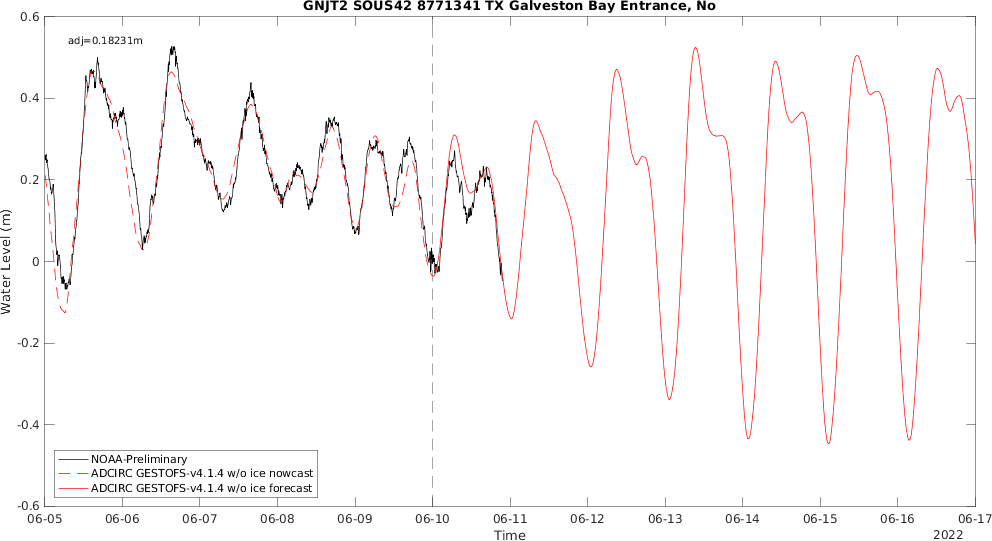 GNJT2 SOUS42 8771341 TX Galveston Bay Entrance, No
adj=0.18231m
0.6
0.4
0.2
0
-0.2
-0.4
-0.6
Water Level (m)
NOAA-Preliminary
ADCIRC GESTOFS-v4.1.4 w/o ice nowcast
ADCIRC GESTOFS-v4.1.4 w/o ice forecast
06-05 06-06 06-07 06-08 06-09 06-10 06-11 06-12 06-13 06-14 06-15 06-16 06-17
Time
2022